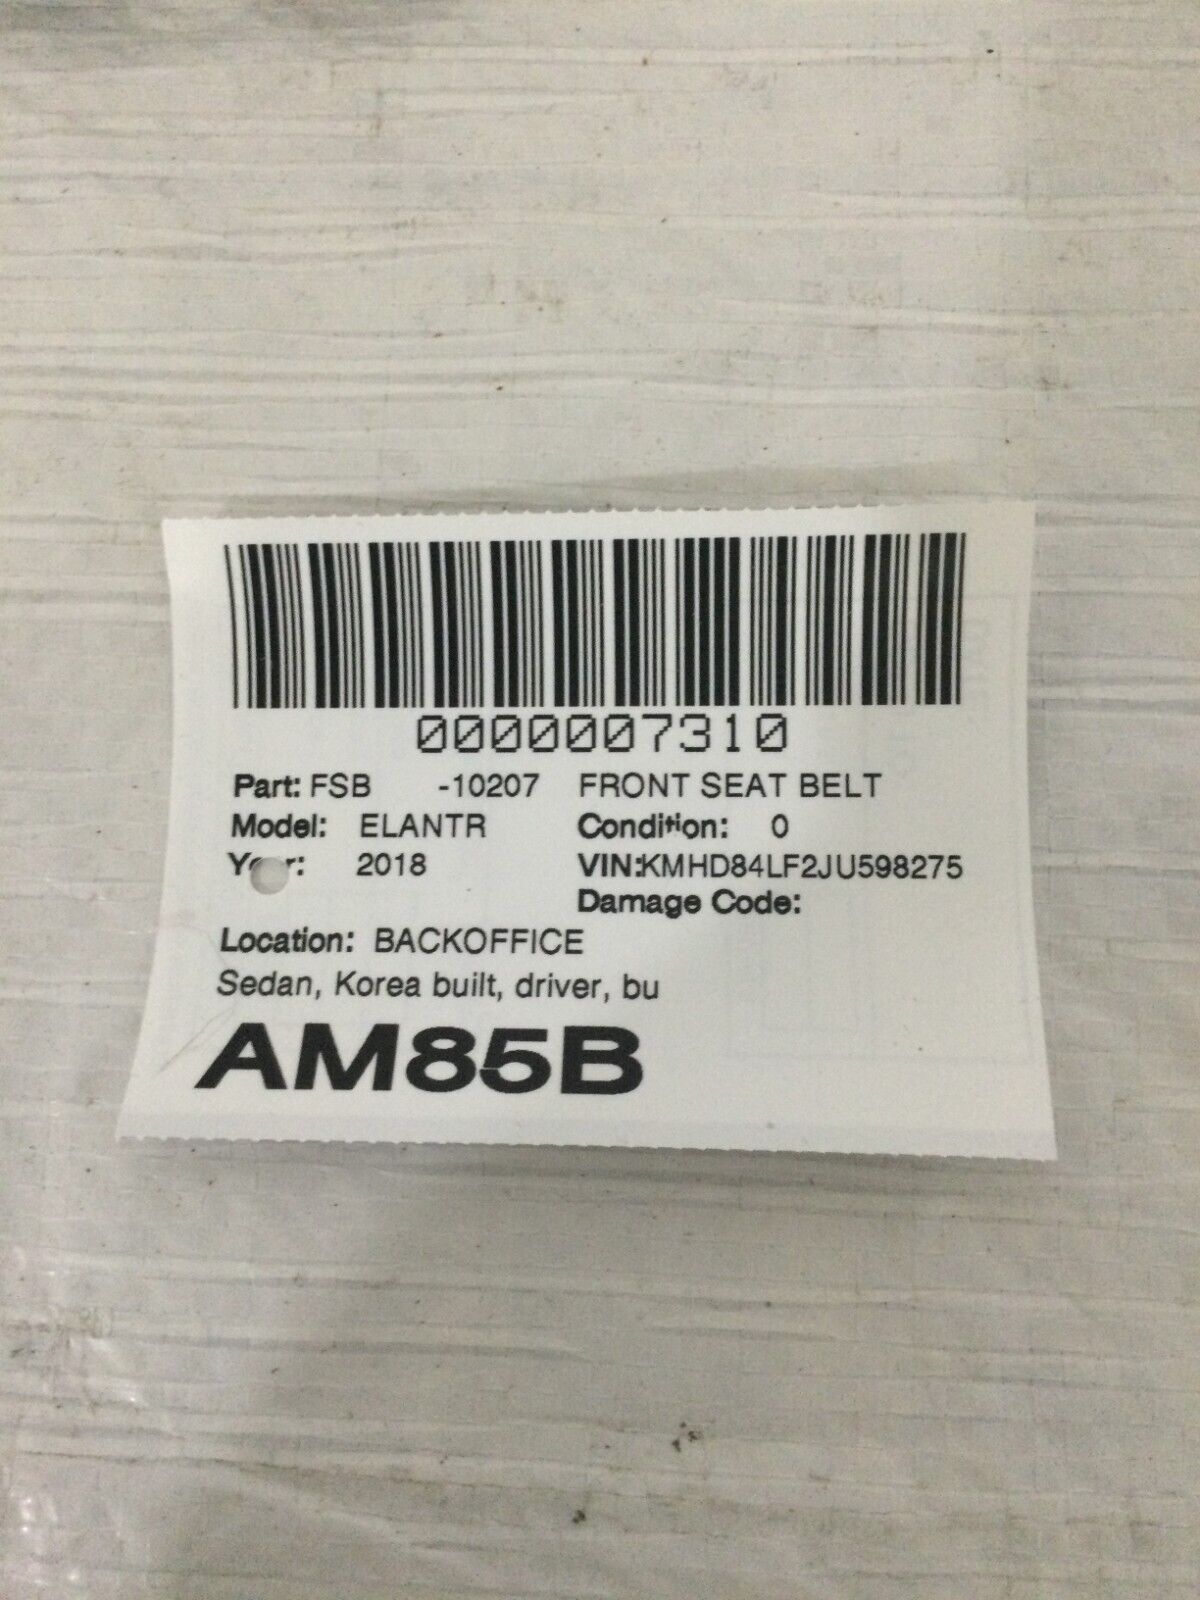 0000007310
Part: FSB -10207 FRONT SEAT BELT
Model: ELANTR Condition: 0
Year: 2018 VIN:KMHD84LF2JU598275
Damage Code:
Location: BACKOFFICE
Sedan, Korea built, driver, bu
AM85B